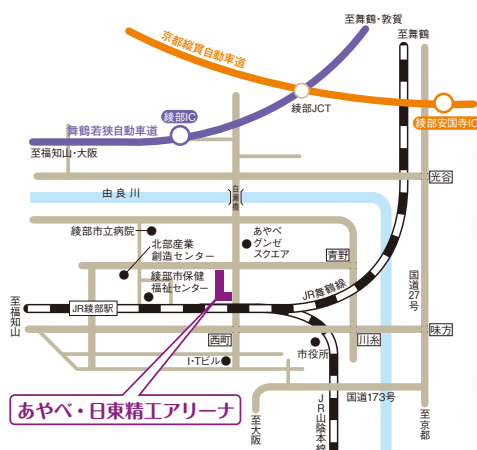 至舞鶴・敦賀
至舞鶴
京都縦貫自動車道
綾部JCT
綾部IC
綾部安国寺IC
舞鶴若狭自動車道
至福知山・大阪
光谷
由良川
白瀬橋
綾部市立病院
あやべ
グンゼ
スクエア
北部産業
創造センター
青野
綾部市保健
福祉センター
JR舞鶴線
国道27号
至福知山
JR綾部駅
西町
川糸
味方
市役所
I・Tビル
あやべ・日東精工アリーナ
国道173号
至大阪
JR山陰本線
至京都